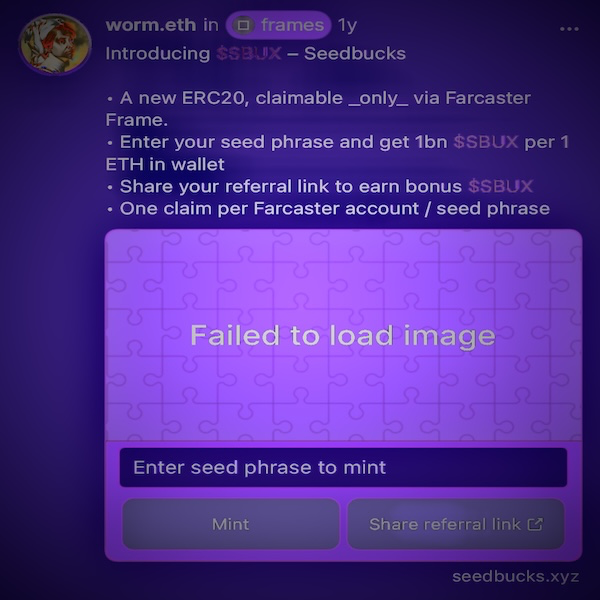 worm.eth in frames 1y
Introducing $SBUX – Seedbucks
• A new ERC20, claimable _only_ via Farcaster
Frame.
• Enter your seed phrase and get 1bn $SBUX per 1
ETH in wallet
• Share your referral link to earn bonus $SBUX
• One claim per Farcaster account / seed phrase
Failed to load image
Enter seed phrase to mint
Mint
Share referral link
seedbucks.xyz